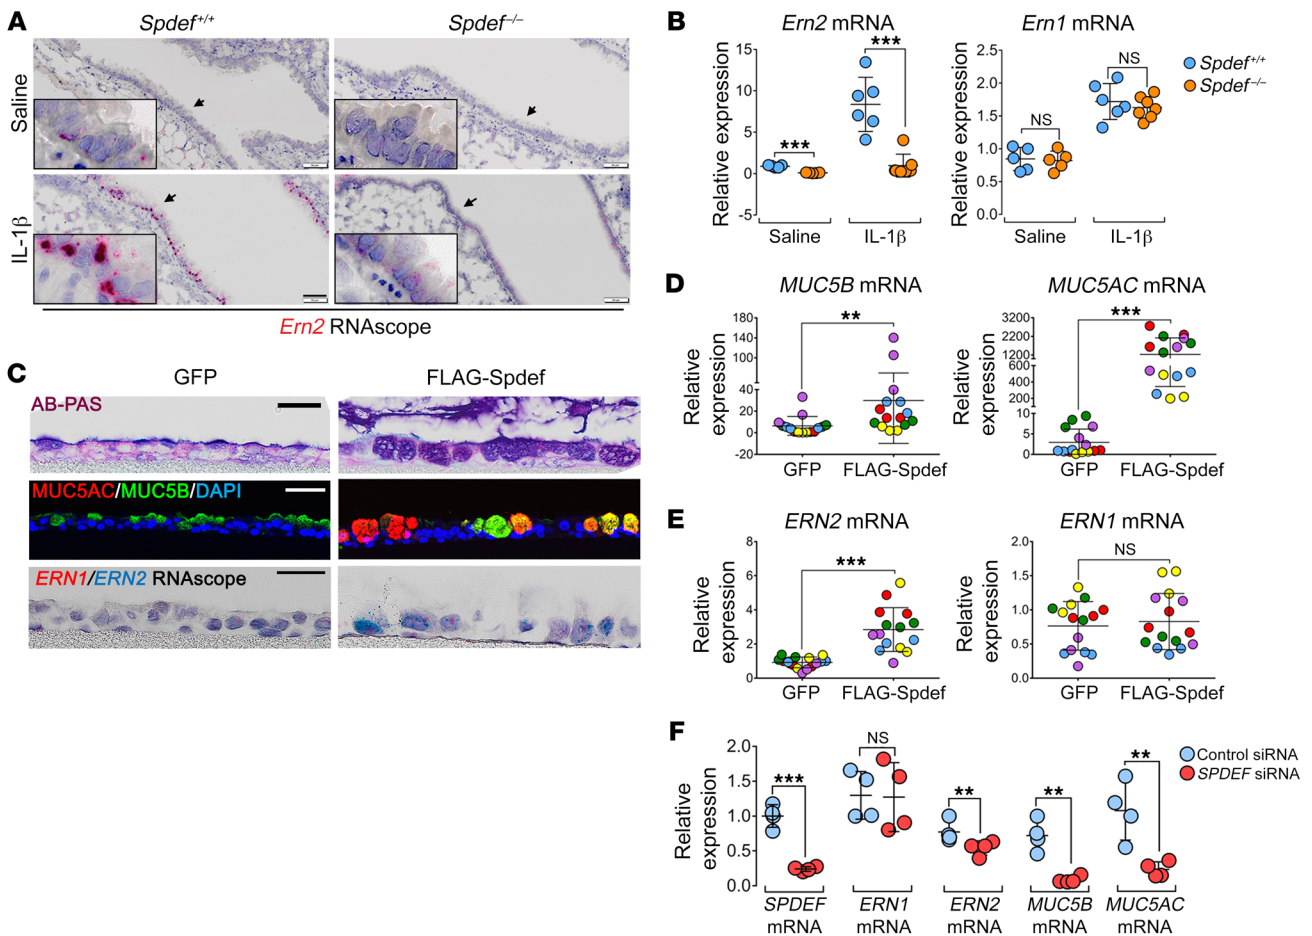 A
Spdef+/+
Spdef−/−
Saline
IL-1β
Ern2 RNAscope
B
Ern2 mRNA
Ern1 mRNA
Relative expression
15
10
5
0
-5
***
***
Saline
IL-1β
Relative expression
2.5
2.0
1.5
1.0
0.5
0.0
NS
NS
Saline
IL-1β
Spdef+/+
Spdef−/−
C
GFP
FLAG-Spdef
AB-PAS
MUC5AC/MUC5B/DAPI
ERN1/ERN2 RNAscope
D
MUC5B mRNA
MUC5AC mRNA
Relative
expression
180
140
100
40
20
0
-20
**
GFP
FLAG-Spdef
Relative
expression
3200
2200
1200
600
400
200
10
5
0
***
GFP
FLAG-Spdef
E
ERN2 mRNA
ERN1 mRNA
Relative
expression
8
6
4
2
0
***
GFP
FLAG-Spdef
Relative
expression
2.0
1.5
1.0
0.5
0.0
NS
GFP
FLAG-Spdef
F
Relative
expression
2.0
1.5
1.0
0.5
0.0
***
NS
**
**
**
Control siRNA
SPDEF siRNA
SPDEF
mRNA
ERN1
mRNA
ERN2
mRNA
MUC5B
mRNA
MUC5AC
mRNA